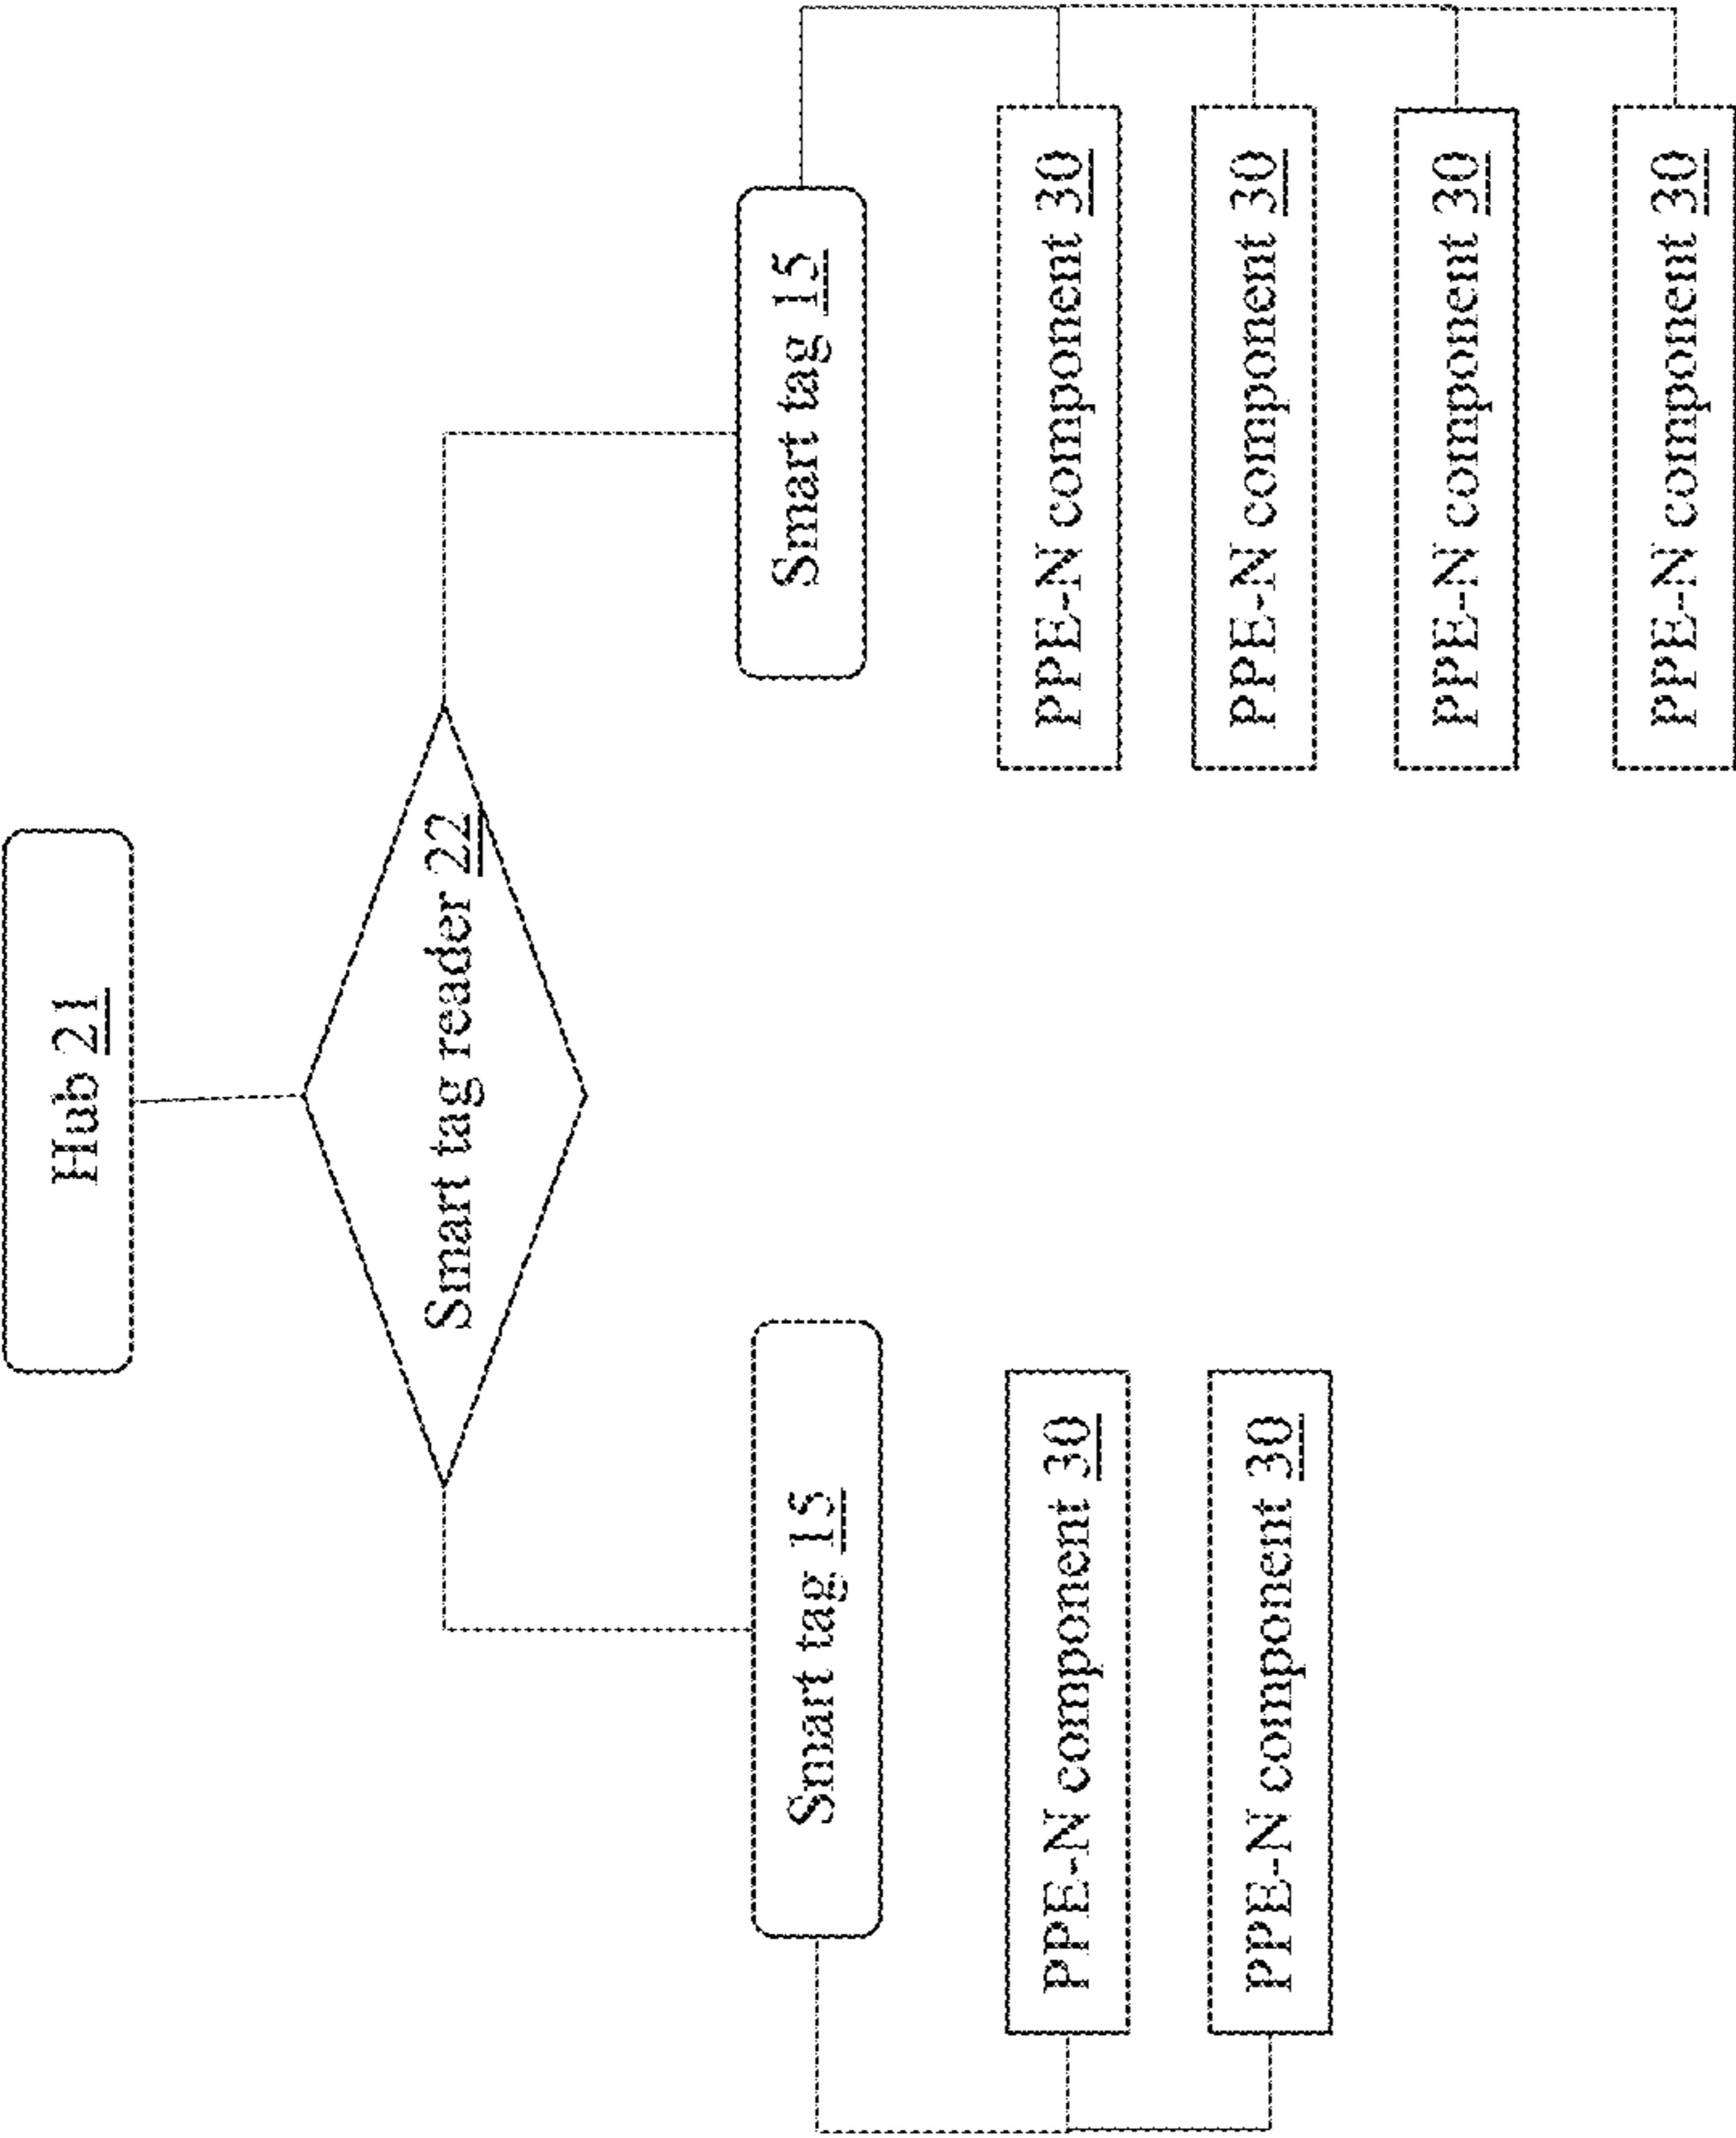 Hub 21
Smart tag reader 22
Smart tag 15
PPE-N component 30
PPE-N component 30
Smart tag 15
PPE-N component 30
PPE-N component 30
PPE-N component 30
PPE-N component 30